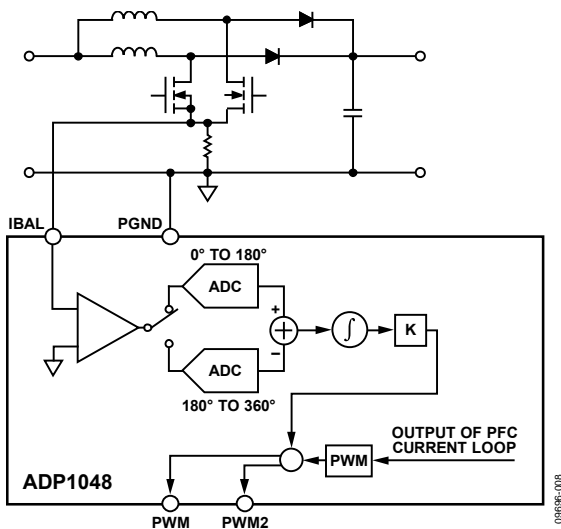 IBAL
PGND
0° TO 180°
ADC
+
−
∫
K
ADC
180° TO 360°
OUTPUT OF PFC
CURRENT LOOP
PWM
ADP1048
PWM
PWM2
09696-008